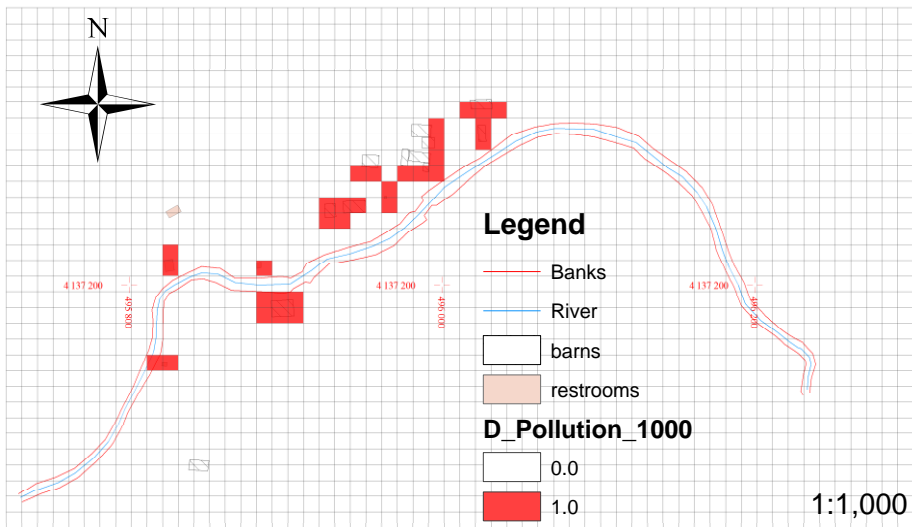 N
4 137 200
4 137 200
4 137 200
495 800
496 000
496 200
Legend
Banks
River
barns
restrooms
D_Pollution_1000
0.0
1.0
1:1,000